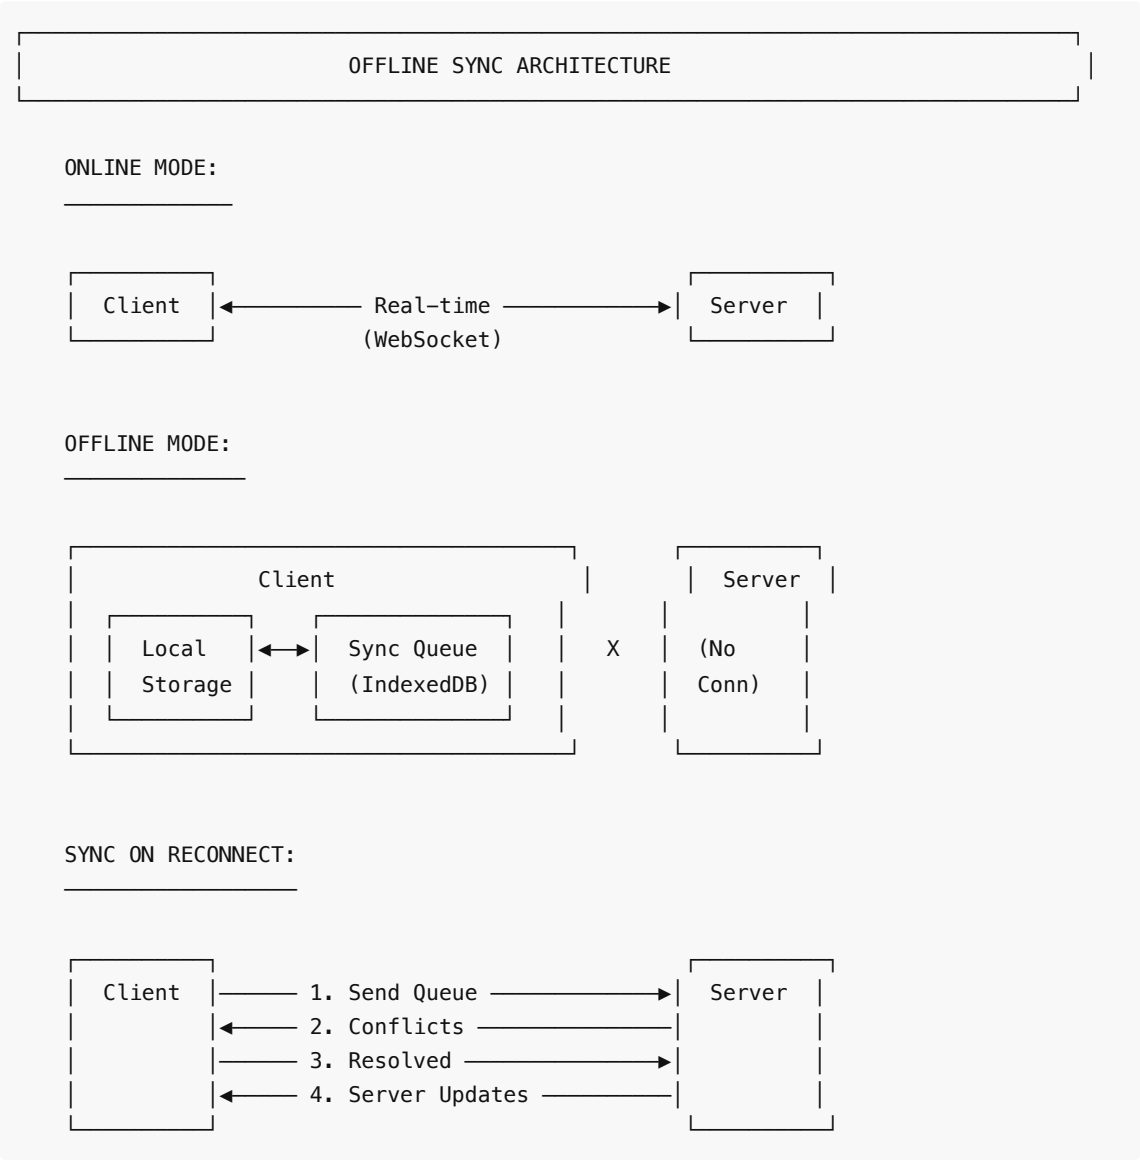 OFFLINE SYNC ARCHITECTURE
ONLINE MODE:
Client Real-time Server
(WebSocket)
OFFLINE MODE:
Client Server
Local Sync Queue X (No
Storage (IndexedDB) Conn)
SYNC ON RECONNECT:
Client 1. Send Queue Server
2. Conflicts
3. Resolved
4. Server Updates